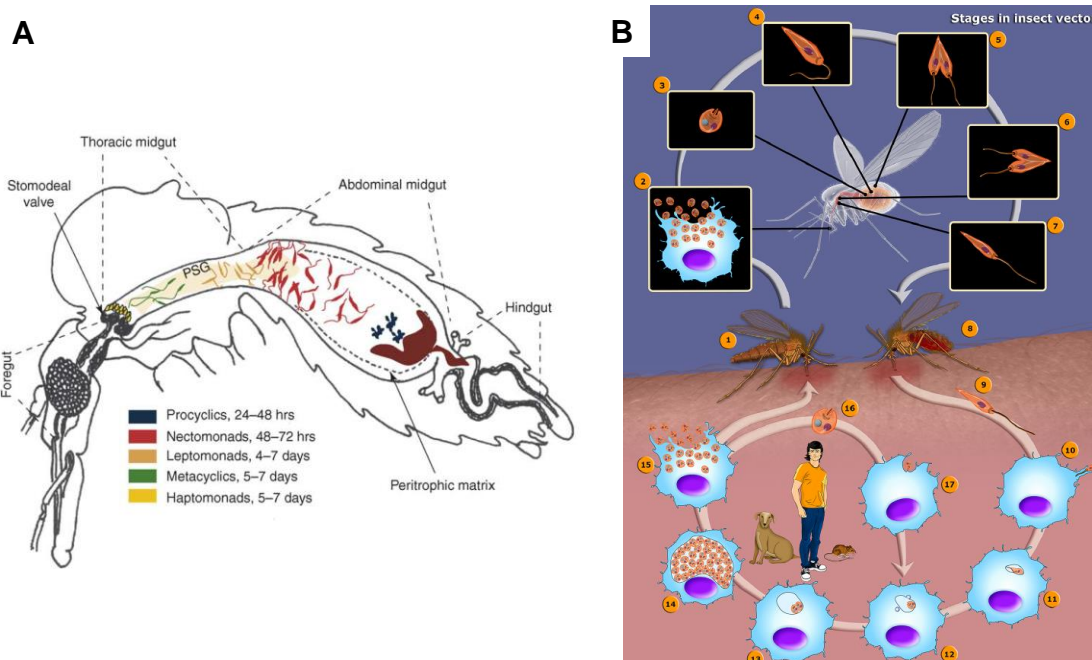 A
Thoracic midgut
Stomodeal
valve
Abdominal midgut
PSG
Hindgut
Foregut
Procyclics, 24–48 hrs
Nectomonads, 48–72 hrs
Leptomonads, 4–7 days
Metacyclics, 5–7 days
Haptomonads, 5–7 days
Peritrophic matrix
B
Stages in insect vecto
4
5
3
6
2
7
1
8
9
16
15
10
17
14
11
13
12